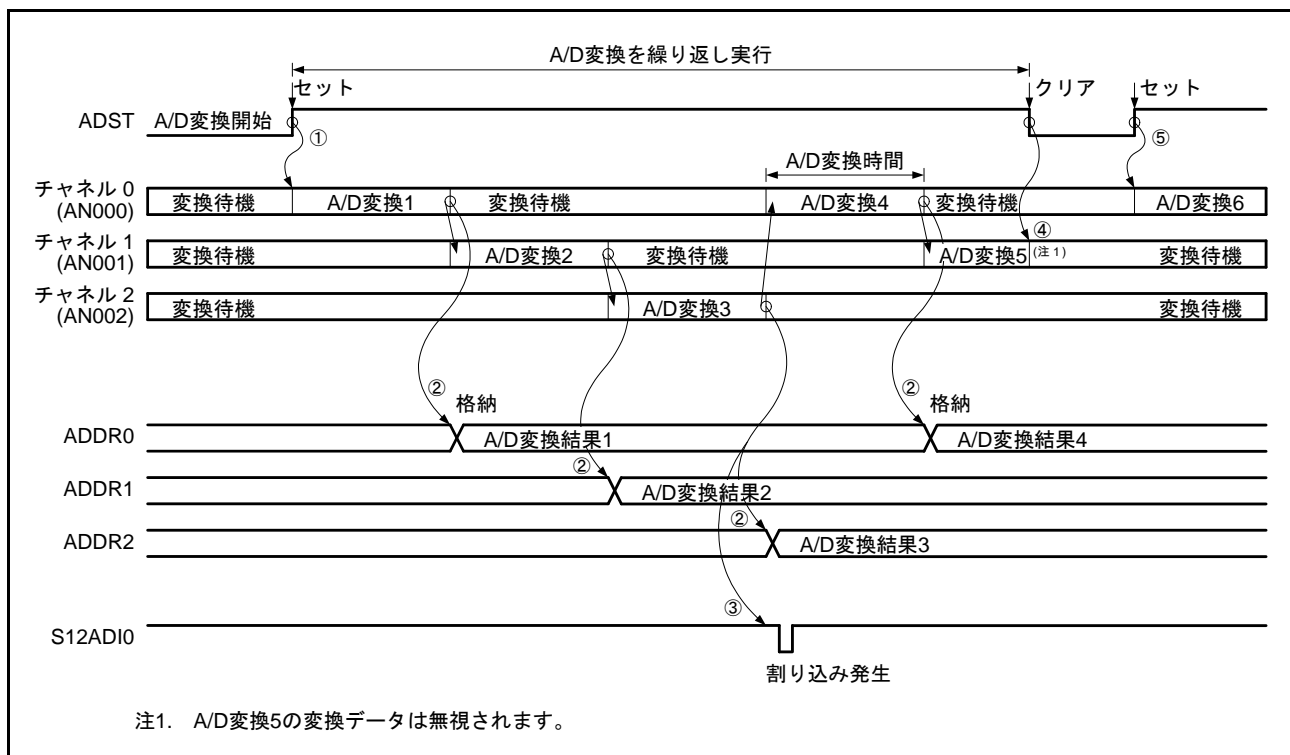 A/D変換を繰り返し実行
セット クリア セット
ADST A/D変換開始 ① ⑤
A/D変換時間
チャネル 0
(AN000) 変換待機 A/D変換1 変換待機 A/D変換4 変換待機 A/D変換6
④
チャネル 1
(AN001) 変換待機 A/D変換2 変換待機 A/D変換5 (注 1) 変換待機
チャネル 2
(AN002) 変換待機 A/D変換3 変換待機
② 格納 ② 格納
ADDR0 A/D変換結果1 A/D変換結果4
②
ADDR1 A/D変換結果2
②
ADDR2 A/D変換結果3
③
S12ADI0
割り込み発生
注1. A/D変換5の変換データは無視されます。